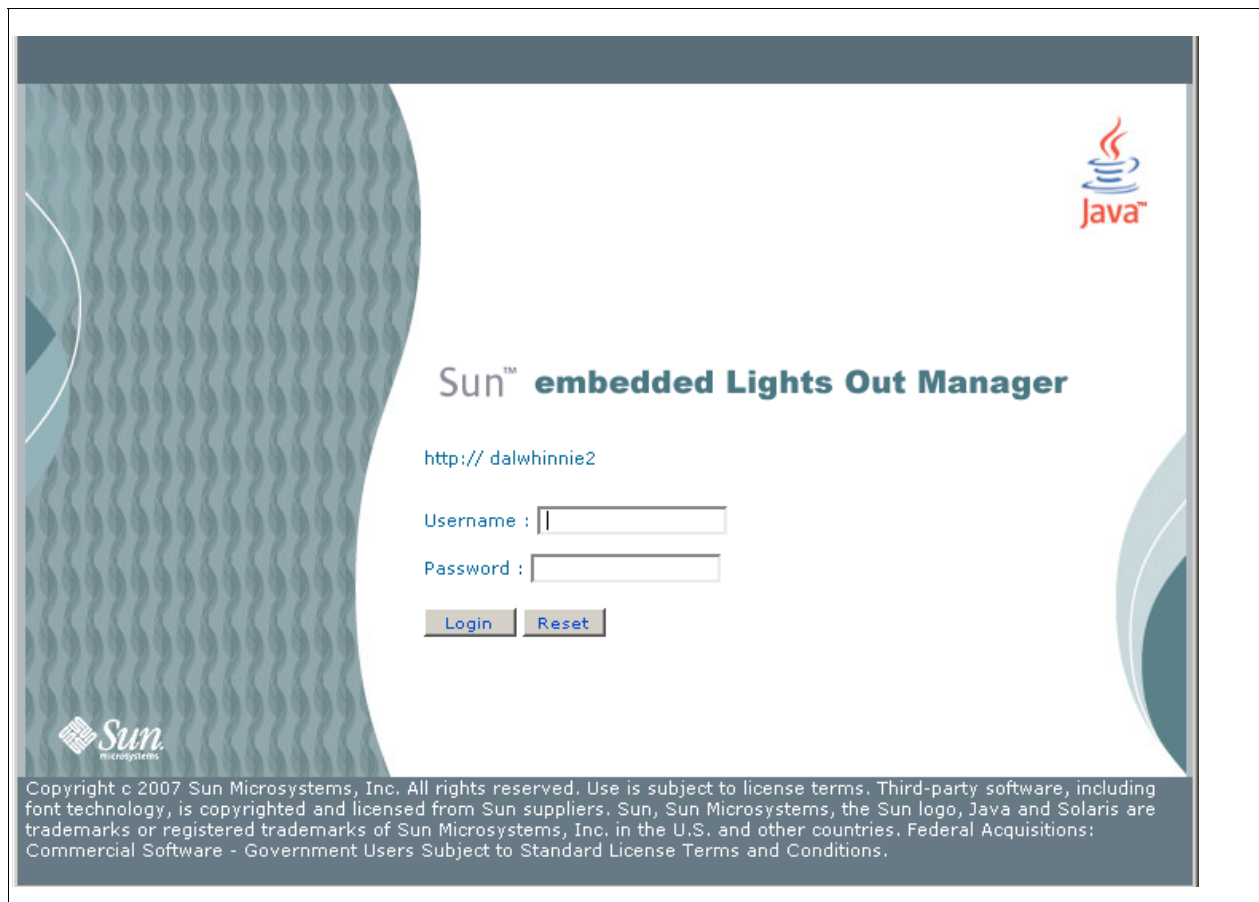 Java™
Sun™ embedded Lights Out Manager
http:// dalwhinnie2
Username :
Password :
Login Reset
Sun.
microsystems
Copyright c 2007 Sun Microsystems, Inc. All rights reserved. Use is subject to license terms. Third-party software, including
font technology, is copyrighted and licensed from Sun suppliers. Sun, Sun Microsystems, the Sun logo, Java and Solaris are
trademarks or registered trademarks of Sun Microsystems, Inc. in the U.S. and other countries. Federal Acquisitions:
Commercial Software - Government Users Subject to Standard License Terms and Conditions.